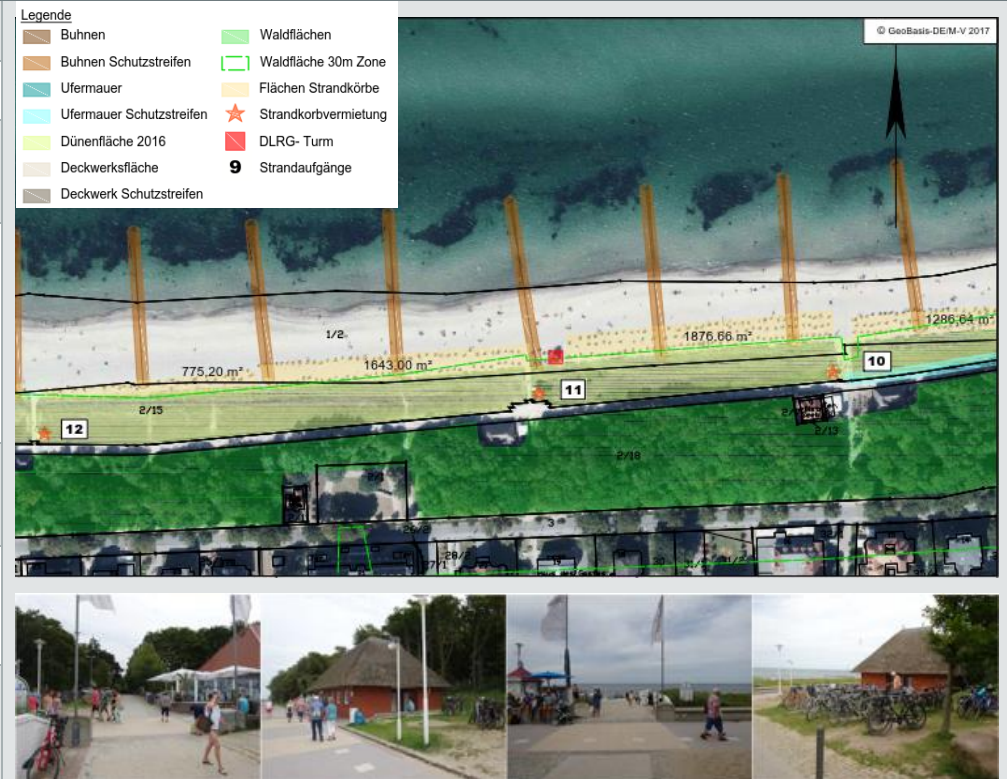 Legende
Buhnen
Buhnen Schutzstreifen
Ufermauer
Ufermauer Schutzstreifen
Dünenfläche 2016
Deckwerksfläche
Deckwerk Schutzstreifen
Waldflächen
Waldfläche 30m Zone
Flächen Strandkörbe
Strandkorbvermietung
DLRG- Turm
9 Strandaufgänge
© GeoBasis-DE/M-V 2017
1286,64 m²
1/2
1876,66 m²
1643,00 m²
775,20 m²
10
11
2/15
12
2/13
2/18
3
28/2